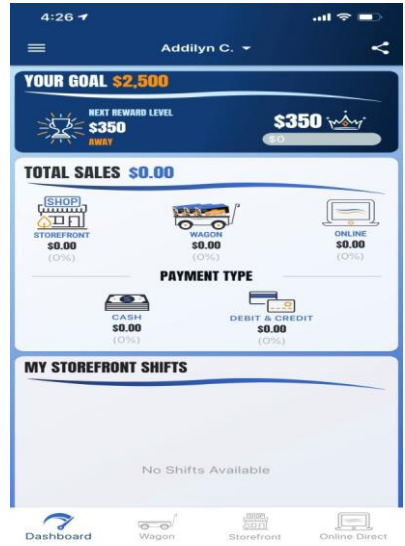 4:26
Addilyn C.
YOUR GOAL $2,500
NEXT REWARD LEVEL
$350
AWAY
$350
$0
TOTAL SALES $0.00
SHOP
STOREFRONT
$0.00
(0%)
WAGON
$0.00
(0%)
ONLINE
$0.00
(0%)
PAYMENT TYPE
CASH
$0.00
(0%)
DEBIT & CREDIT
$0.00
(0%)
MY STOREFRONT SHIFTS
No Shifts Available
Dashboard
Wagon
Storefront
Online Direct